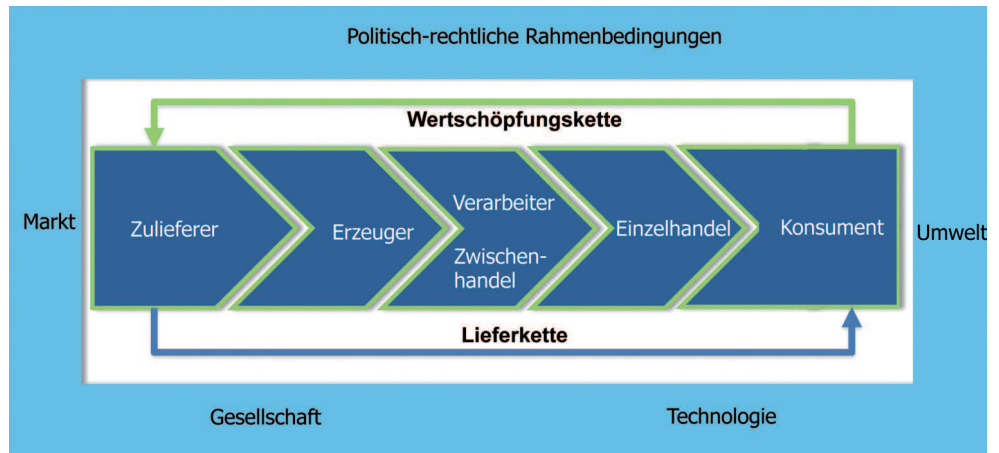 Politisch-rechtliche Rahmenbedingungen
Wertschöpfungskette
Markt
Zulieferer
Erzeuger
Verarbeiter
Zwischen-
handel
Einzelhandel
Konsument
Umwelt
Lieferkette
Gesellschaft
Technologie